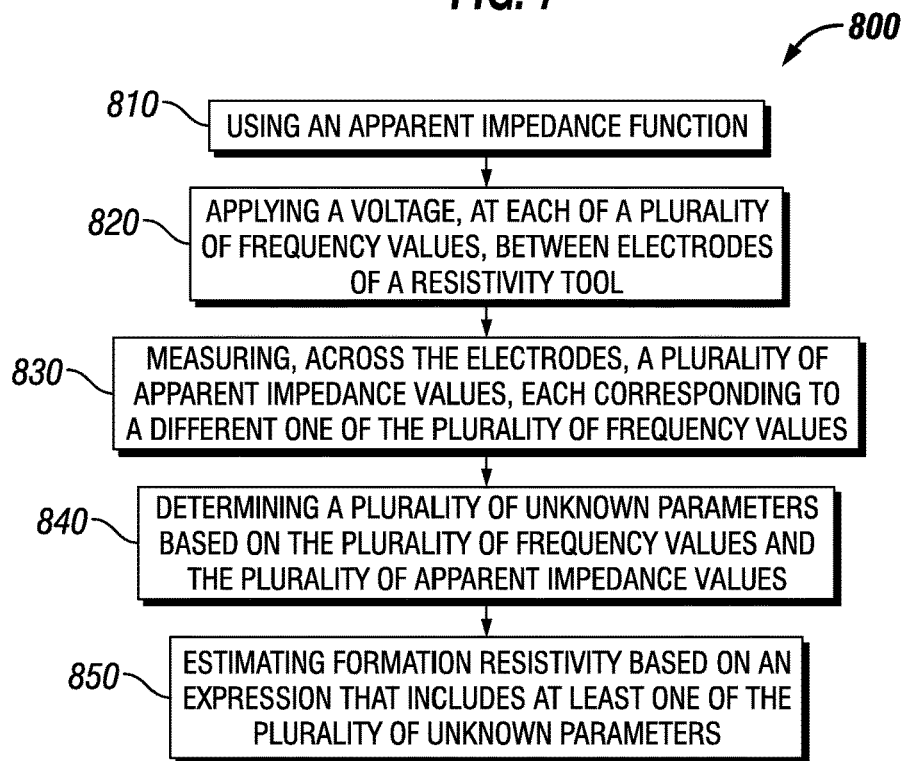 FIG. 7
800
810
USING AN APPARENT IMPEDANCE FUNCTION
820
APPLYING A VOLTAGE, AT EACH OF A PLURALITY
OF FREQUENCY VALUES, BETWEEN ELECTRODES
OF A RESISTIVITY TOOL
830
MEASURING, ACROSS THE ELECTRODES, A PLURALITY OF
APPARENT IMPEDANCE VALUES, EACH CORRESPONDING TO
A DIFFERENT ONE OF THE PLURALITY OF FREQUENCY VALUES
840
DETERMINING A PLURALITY OF UNKNOWN PARAMETERS
BASED ON THE PLURALITY OF FREQUENCY VALUES AND
THE PLURALITY OF APPARENT IMPEDANCE VALUES
850
ESTIMATING FORMATION RESISTIVITY BASED ON AN
EXPRESSION THAT INCLUDES AT LEAST ONE OF THE
PLURALITY OF UNKNOWN PARAMETERS